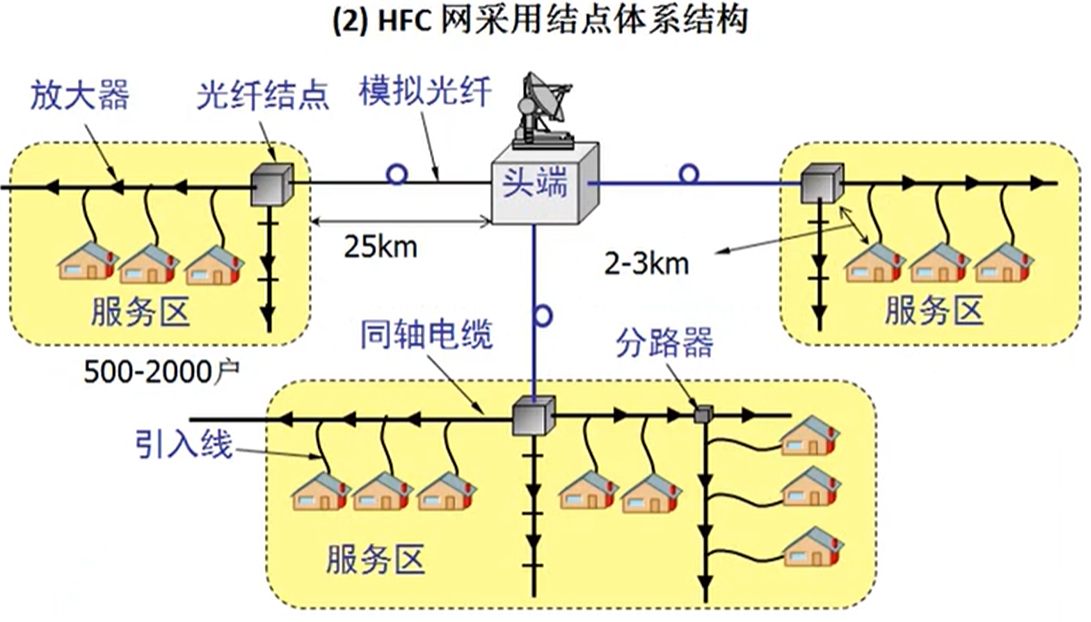 (2) HFC 网采用结点体系结构
放大器
光纤结点
模拟光纤
头端
25km
2-3km
服务区
服务区
500-2000户
同轴电缆
分路器
引入线
服务区